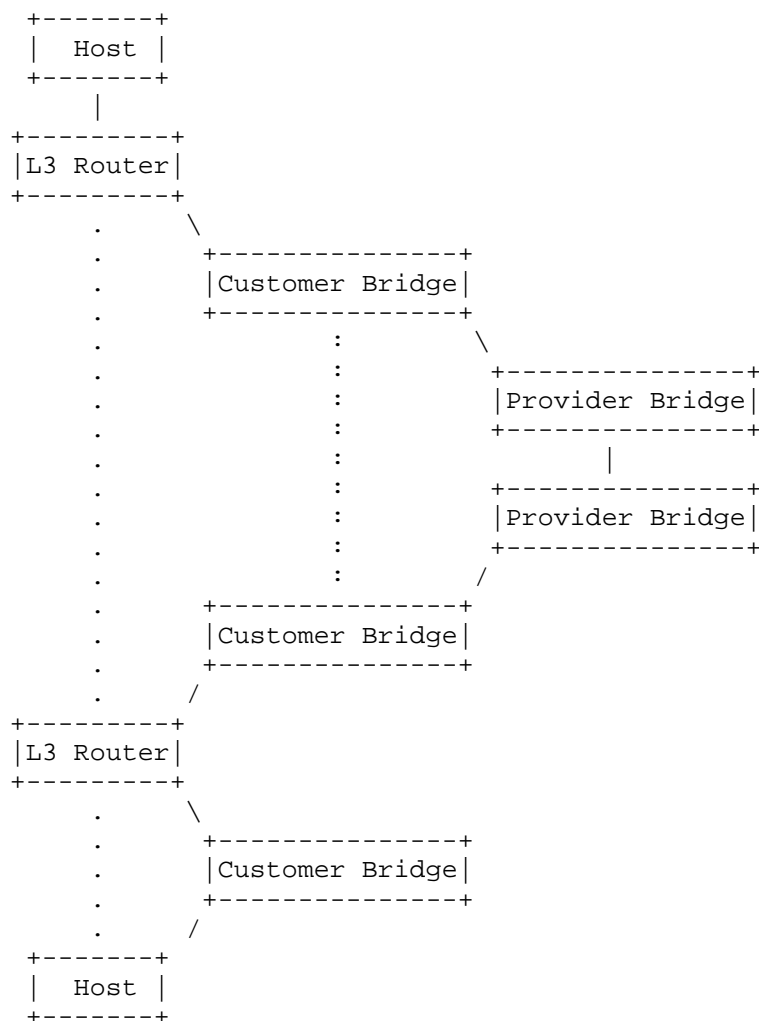 Host
L3 Router
Customer Bridge
Provider Bridge
Provider Bridge
Customer Bridge
L3 Router
Customer Bridge
Host